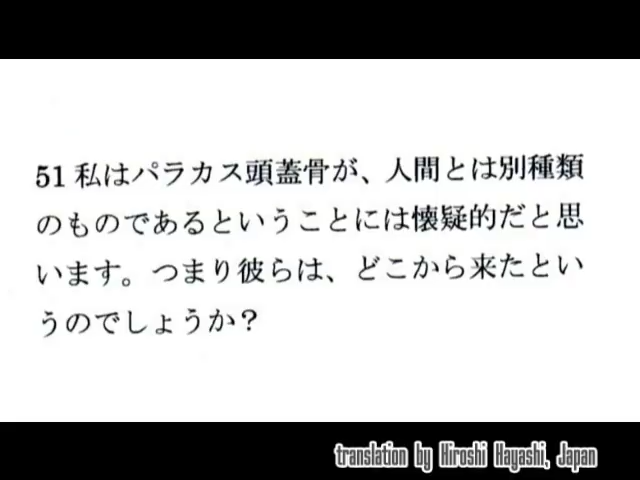 51 私はパラカス頭蓋骨が、人間とは別種類
のものであるということには懐疑的だと思
います。つまり彼らは、どこから来たとい
うのでしょうか?
translation by Hiroshi Hayashi, Japan